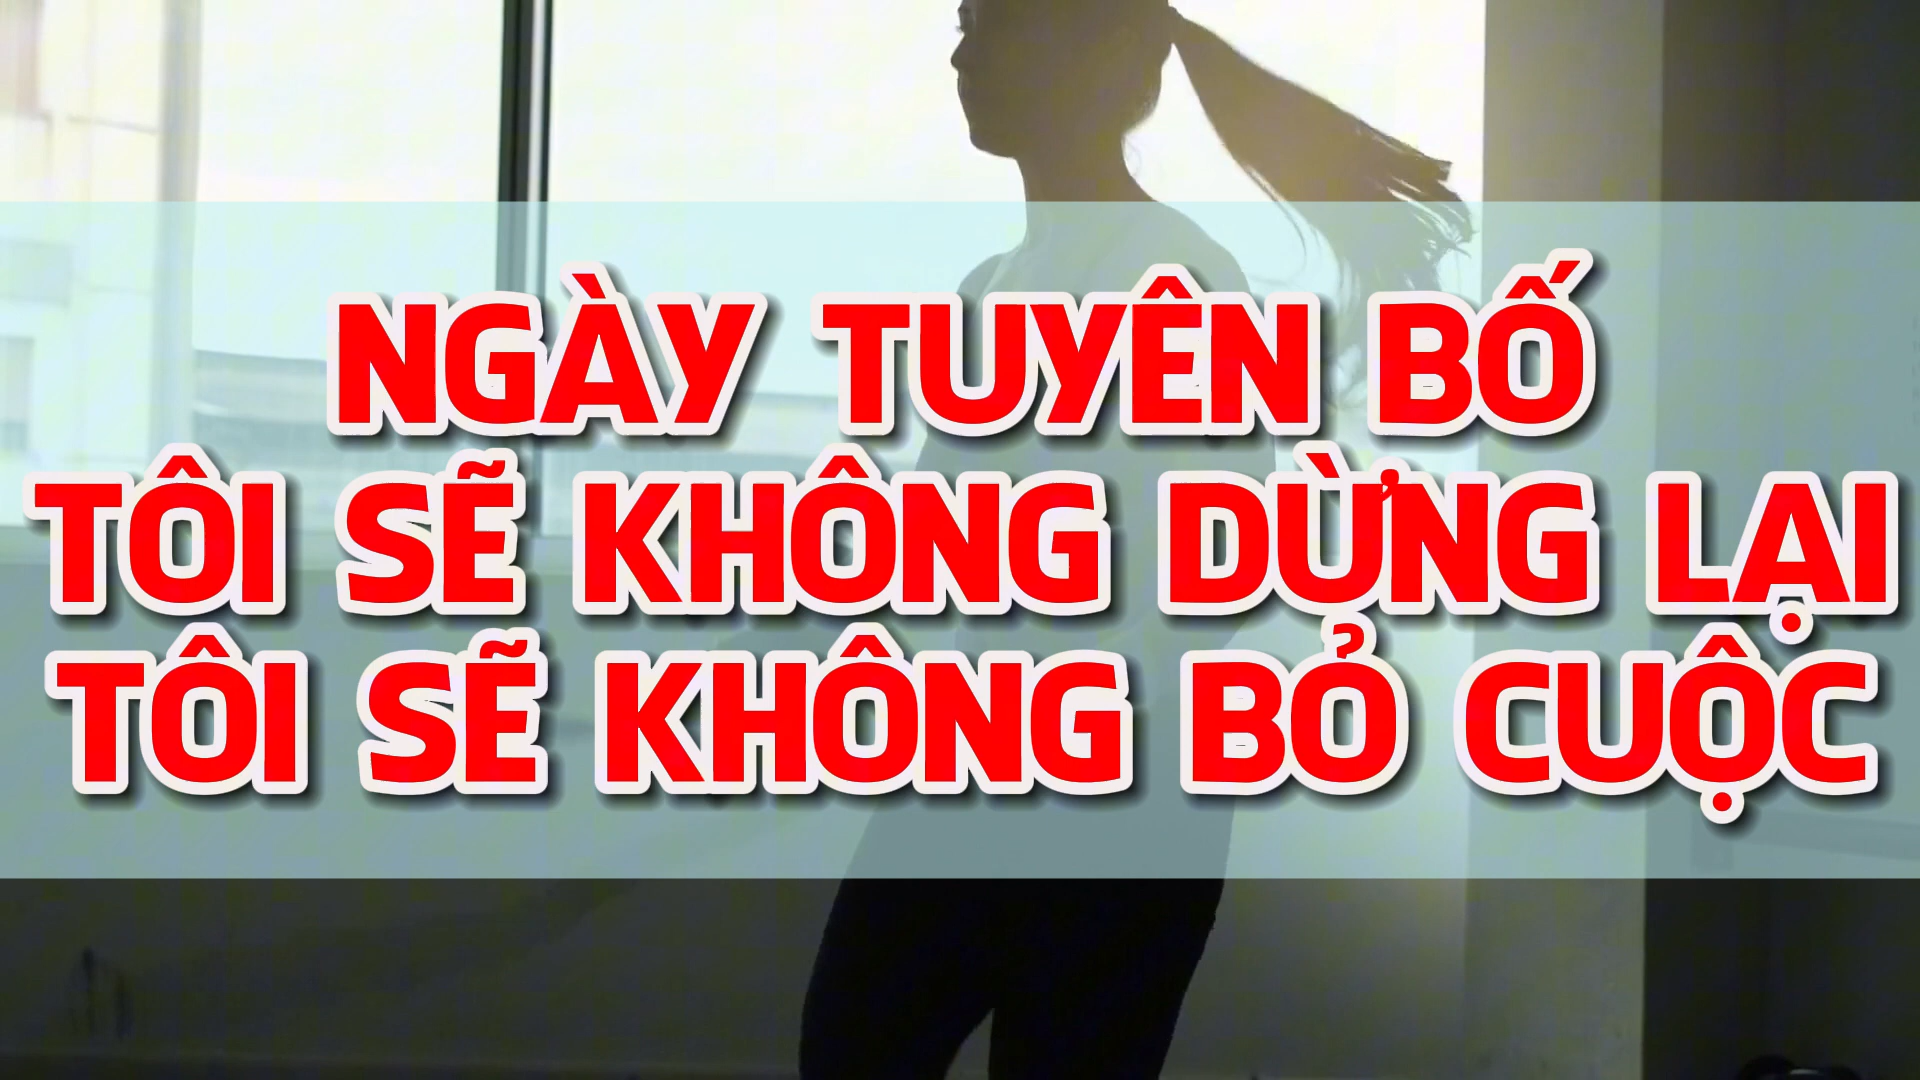 NGÀY TUYÊN BỐ
TÔI SẼ KHÔNG DỪNG LẠI
TÔI SẼ KHÔNG BỎ CUỘC